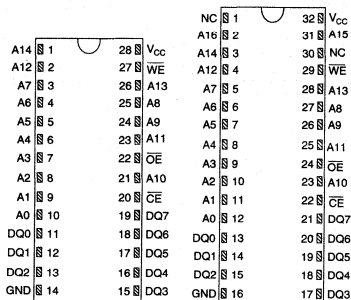 NC 1 32 VCC
A16 2 31 A15
A14 1 28 VCC A14 3 30 NC
A12 2 27 WE A12 4 29 WE
A7 3 26 A13 A7 5 28 A13
A6 4 25 A8 A6 6 27 A8
A5 5 24 A9 A5 7 26 A9
A4 6 23 A11 A4 8 25 A11
A3 7 22 OE A3 9 24 OE
A2 8 21 A10 A2 10 23 A10
A1 9 20 CE A1 11 22 CE
A0 10 19 DQ7 A0 12 21 DQ7
DQ0 11 18 DQ6 DQ0 13 20 DQ6
DQ1 12 17 DQ5 DQ1 14 19 DQ5
DQ2 13 16 DQ4 DQ2 15 18 DQ4
GND 14 15 DQ3 GND 16 17 DQ3